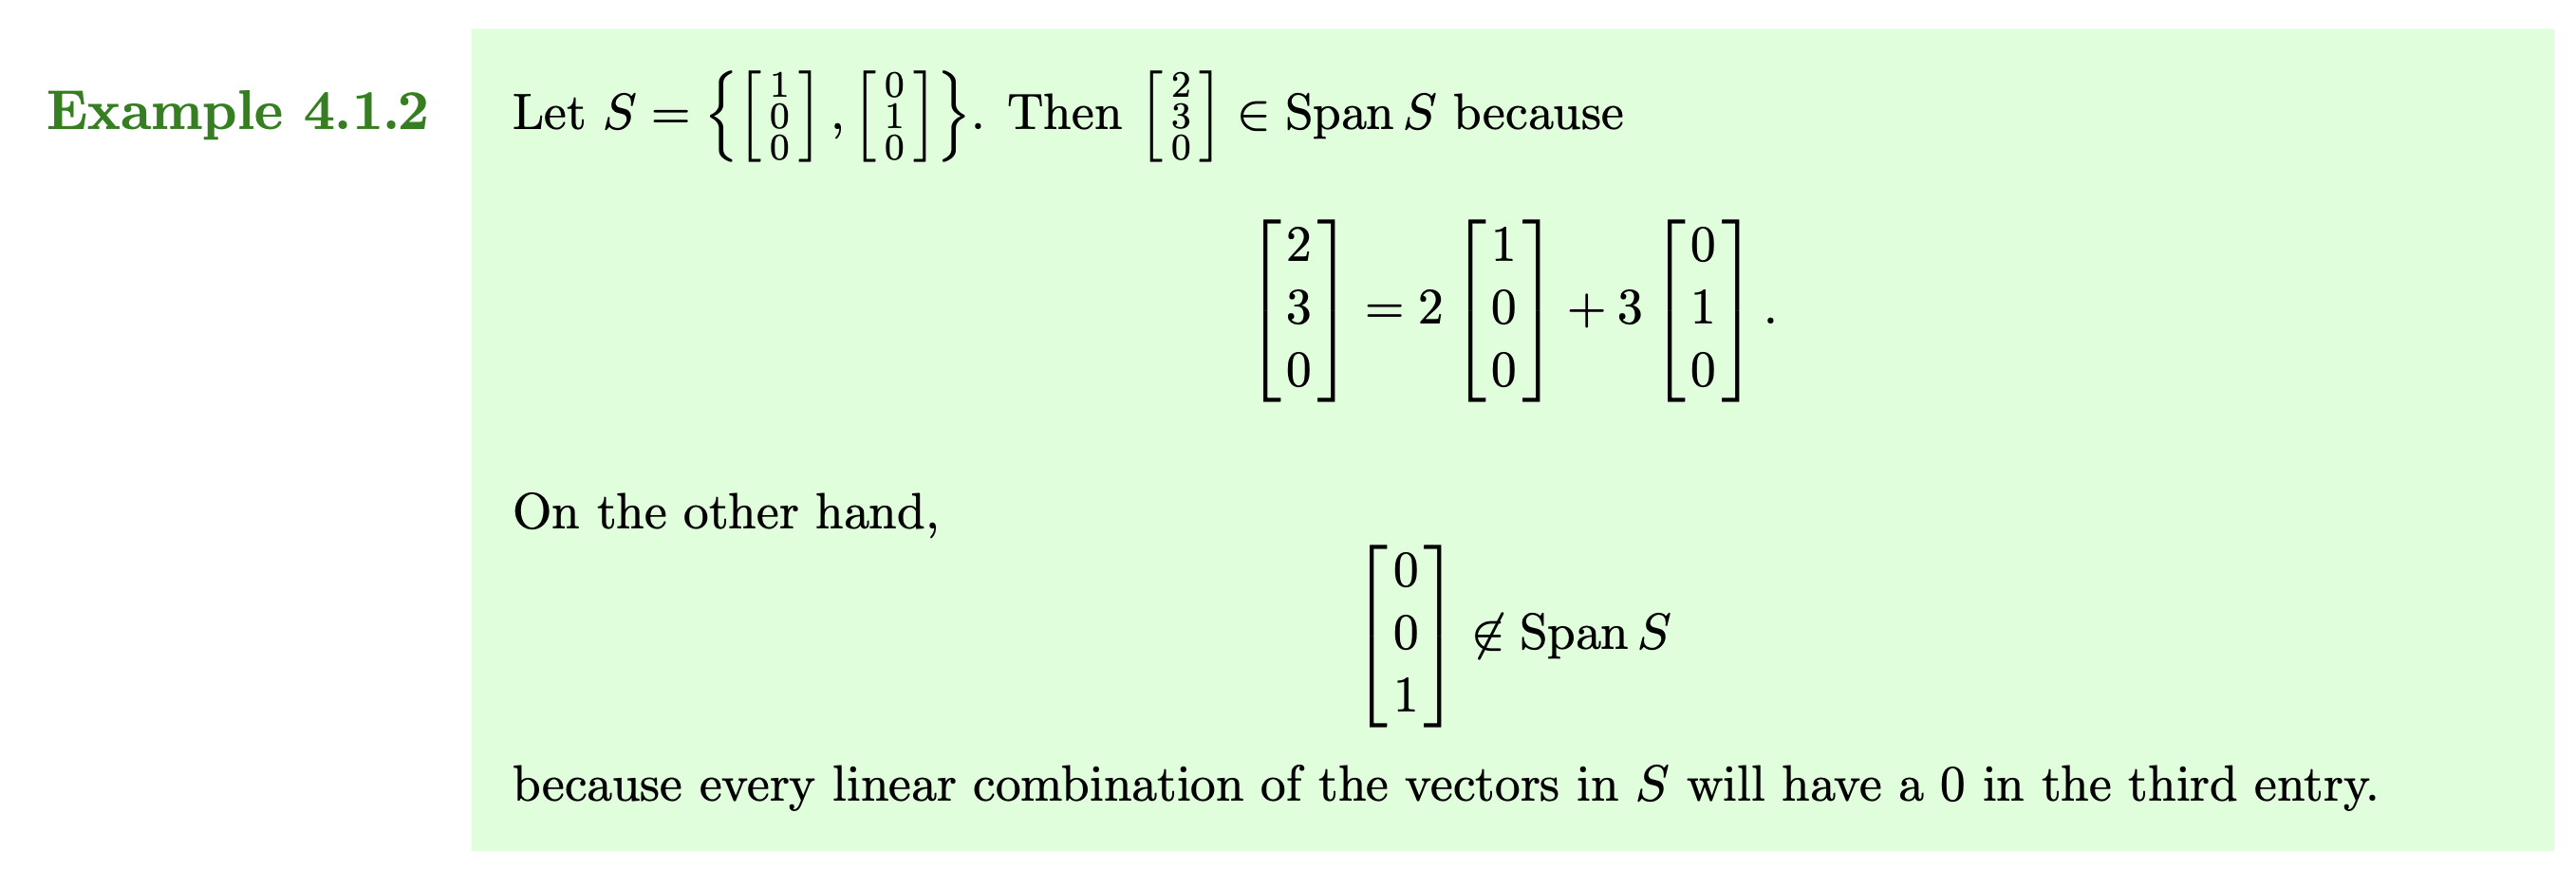 Example 4.1.2 Let $S = \left\{ \begin{bmatrix} 1 \\ 0 \\ 0 \end{bmatrix}, \begin{bmatrix} 0 \\ 1 \\ 0 \end{bmatrix} \right\}$. Then $\begin{bmatrix} 2 \\ 3 \\ 0 \end{bmatrix} \in \operatorname{Span} S$ because
$\begin{bmatrix} 2 \\ 3 \\ 0 \end{bmatrix} = 2 \begin{bmatrix} 1 \\ 0 \\ 0 \end{bmatrix} + 3 \begin{bmatrix} 0 \\ 1 \\ 0 \end{bmatrix}.$
On the other hand,
$\begin{bmatrix} 0 \\ 0 \\ 1 \end{bmatrix} \notin \operatorname{Span} S$
because every linear combination of the vectors in $S$ will have a 0 in the third entry.